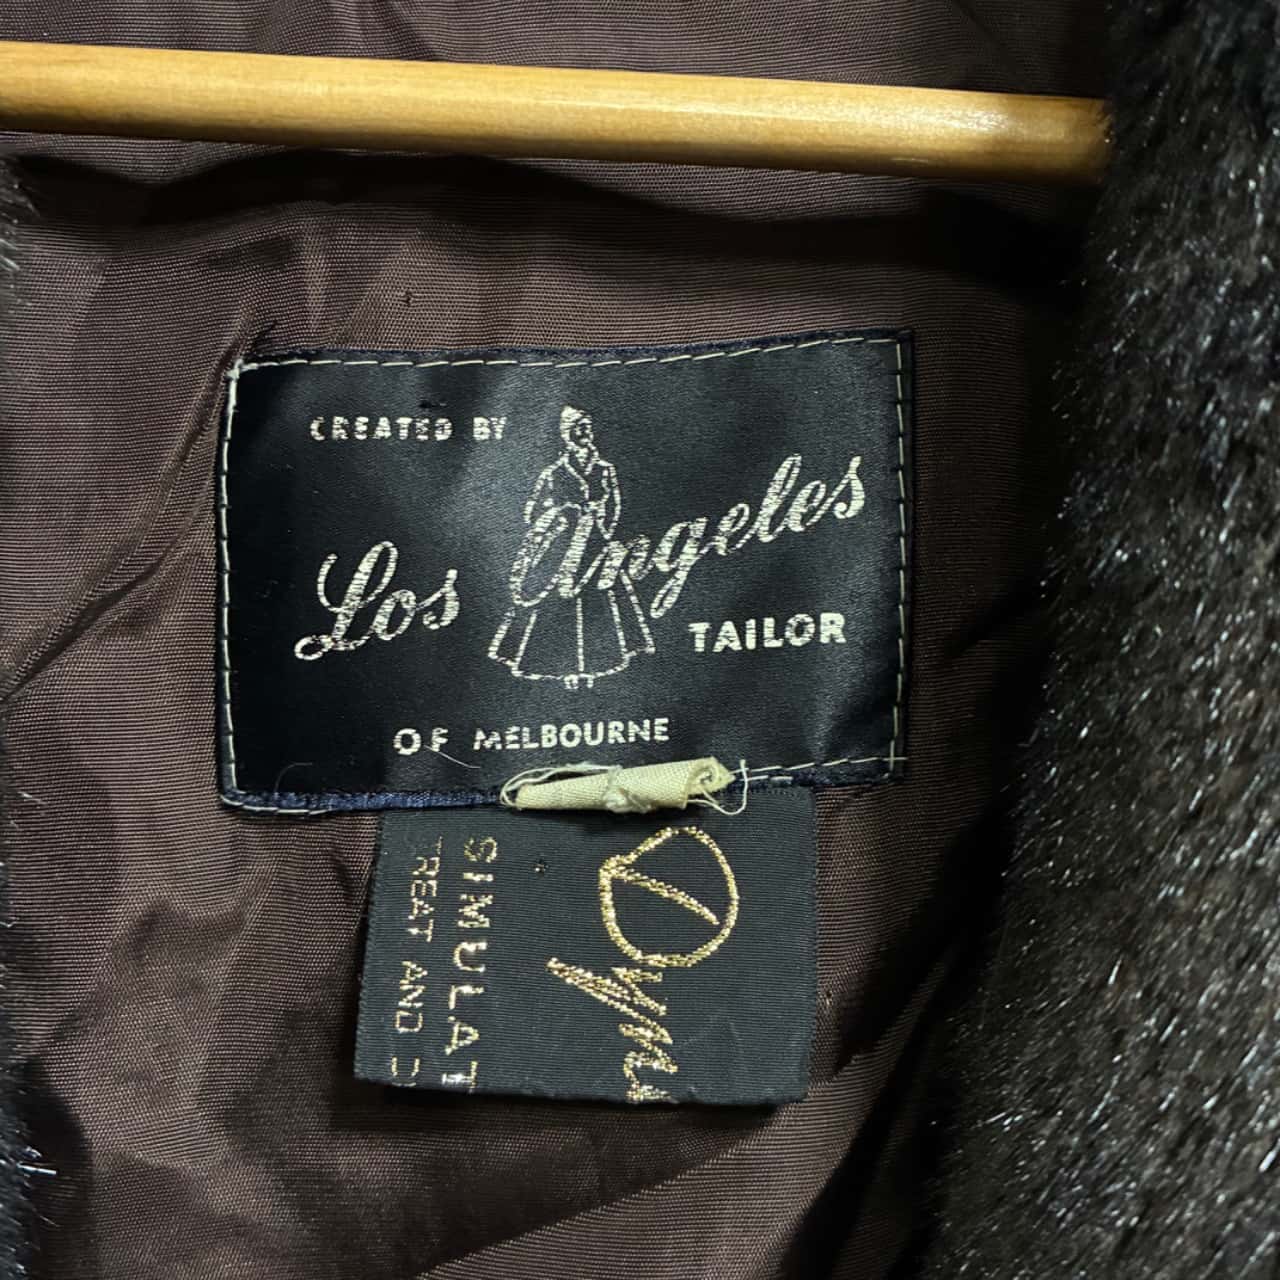 CREATED BY
Los Angeles
TAILOR
OF MELBOURNE
SIMULAT
TREAT AND